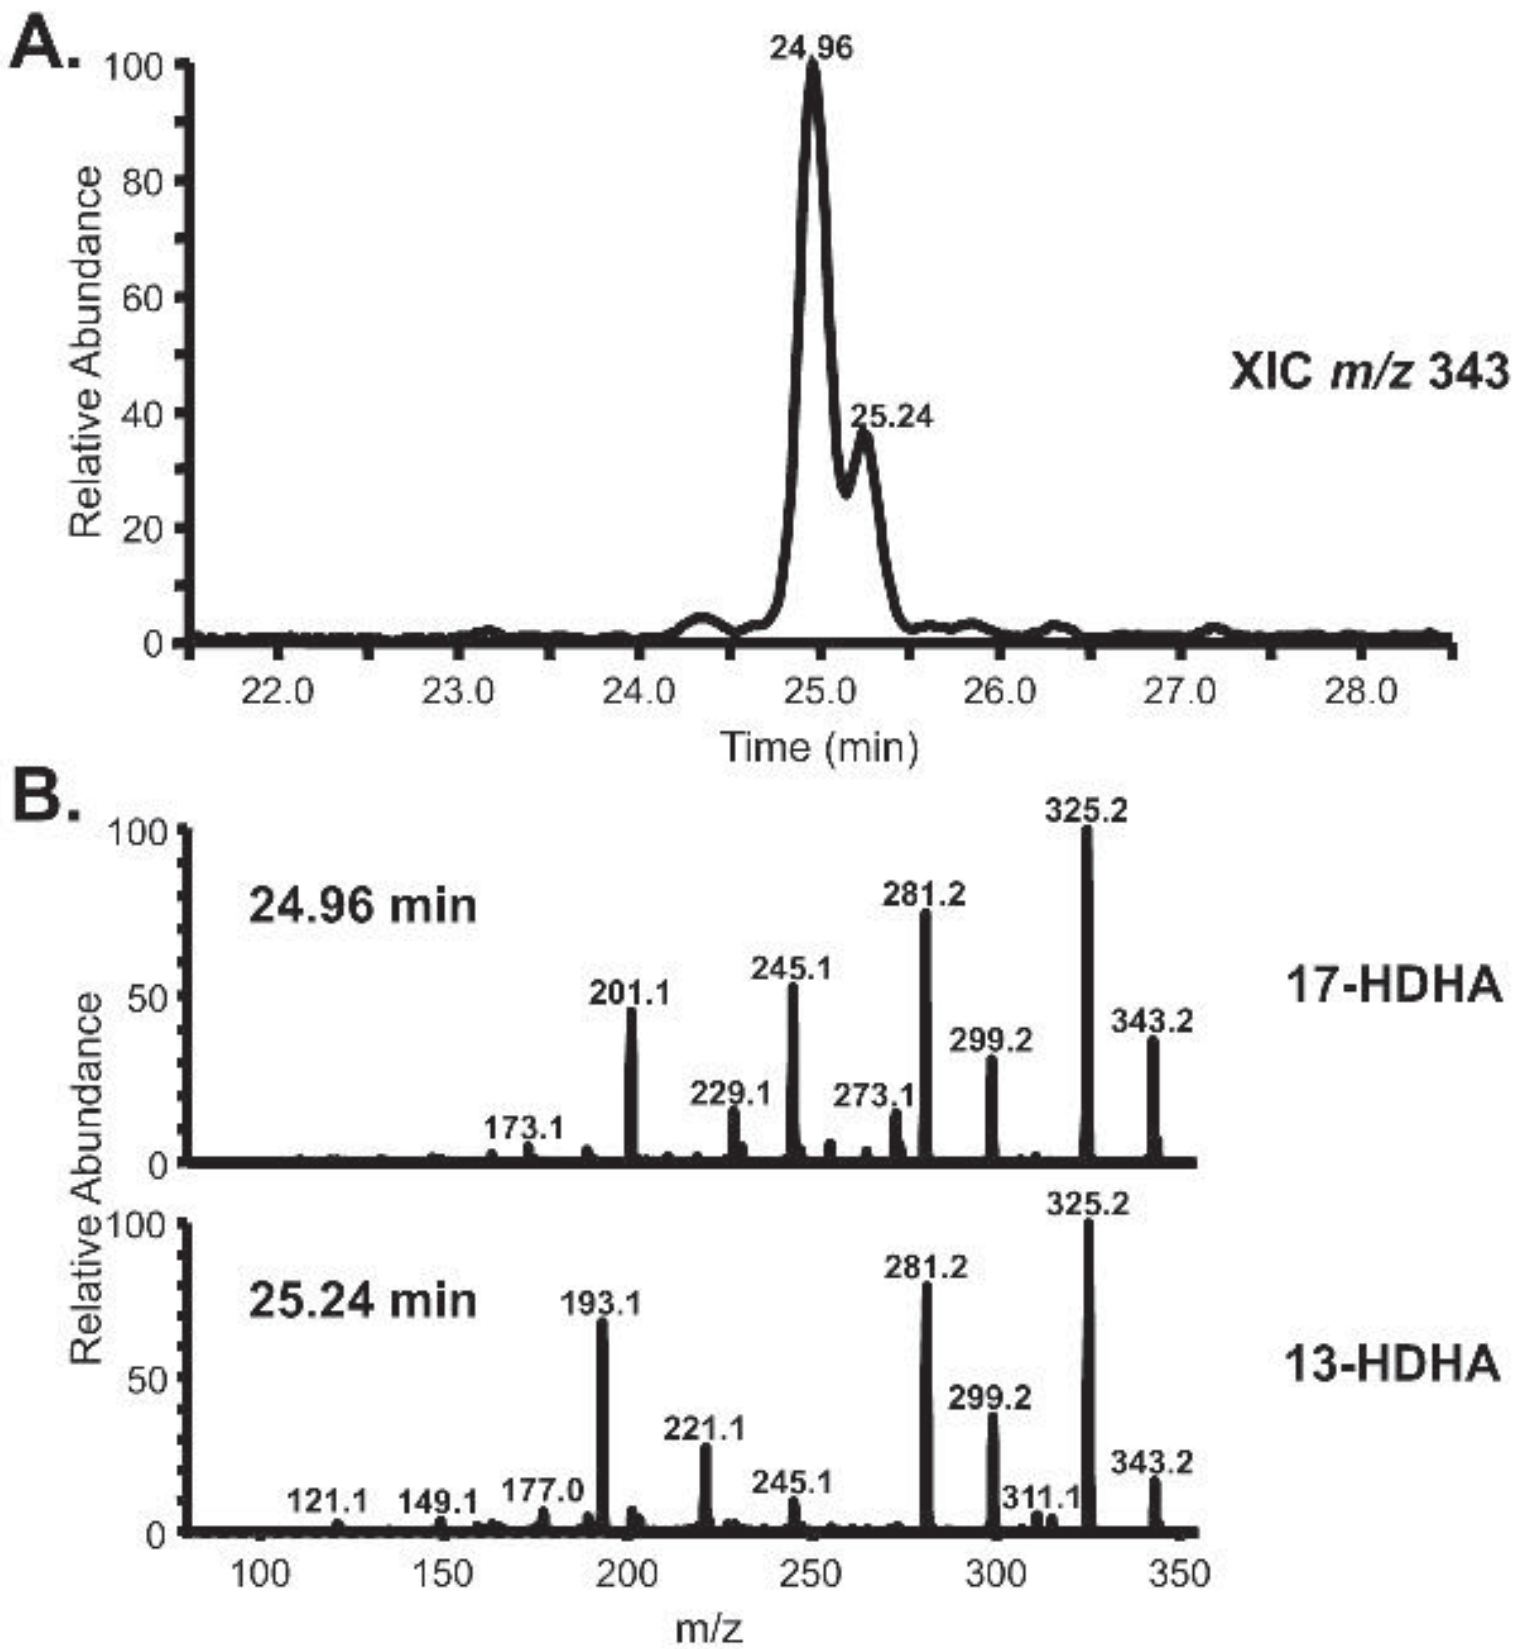 A.
24.96
100
80
60
40
20
0
Relative Abundance
25.24
XIC m/z 343
22.0 23.0 24.0 25.0 26.0 27.0 28.0
Time (min)
B.
Relative Abundance
100
50
0
24.96 min
173.1
201.1
229.1
245.1
273.1
281.2
299.2
325.2
343.2
17-HDHA
Relative Abundance
100
50
0
25.24 min
121.1
149.1
177.0
193.1
221.1
245.1
281.2
299.2
311.1
325.2
343.2
13-HDHA
100 150 200 250 300 350
m/z